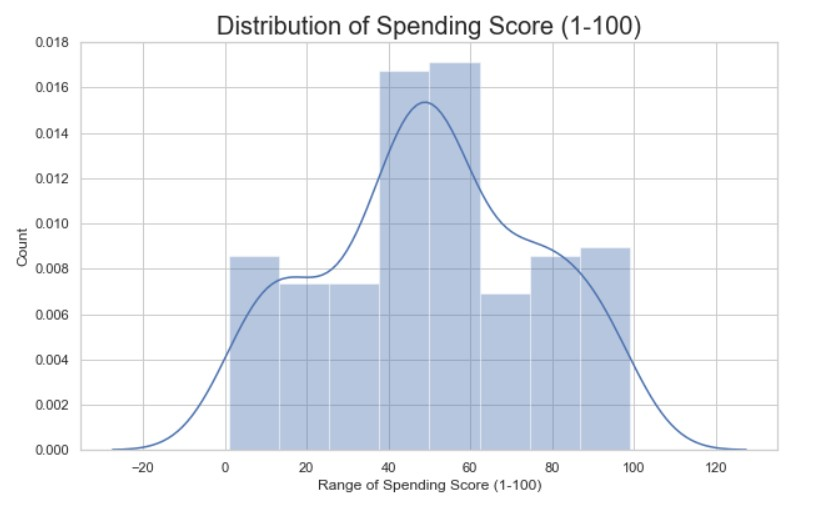 Distribution of Spending Score (1-100)
0.018
0.016
0.014
0.012
0.010
0.008
0.006
0.004
0.002
0.000
Count
−20 0 20 40 60 80 100 120
Range of Spending Score (1-100)